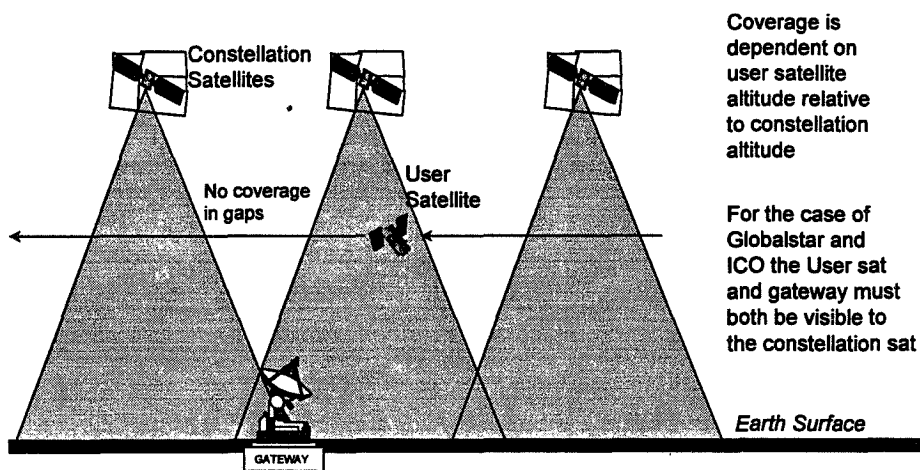 Constellation
Satellites
No coverage
in gaps
User
Satellite
GATEWAY
Earth Surface
Coverage is
dependent on
user satellite
altitude relative
to constellation
altitude
For the case of
Globalstar and
ICO the User sat
and gateway must
both be visible to
the constellation sat